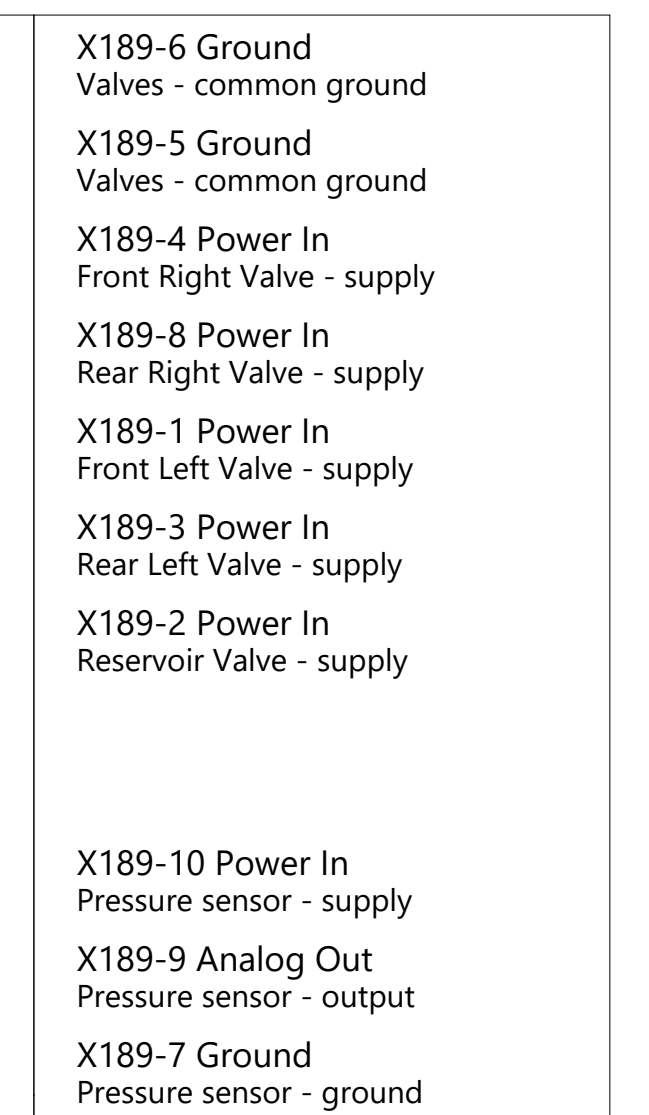 X189-6 Ground
Valves - common ground
X189-5 Ground
Valves - common ground
X189-4 Power In
Front Right Valve - supply
X189-8 Power In
Rear Right Valve - supply
X189-1 Power In
Front Left Valve - supply
X189-3 Power In
Rear Left Valve - supply
X189-2 Power In
Reservoir Valve - supply
X189-10 Power In
Pressure sensor - supply
X189-9 Analog Out
Pressure sensor - output
X189-7 Ground
Pressure sensor - ground